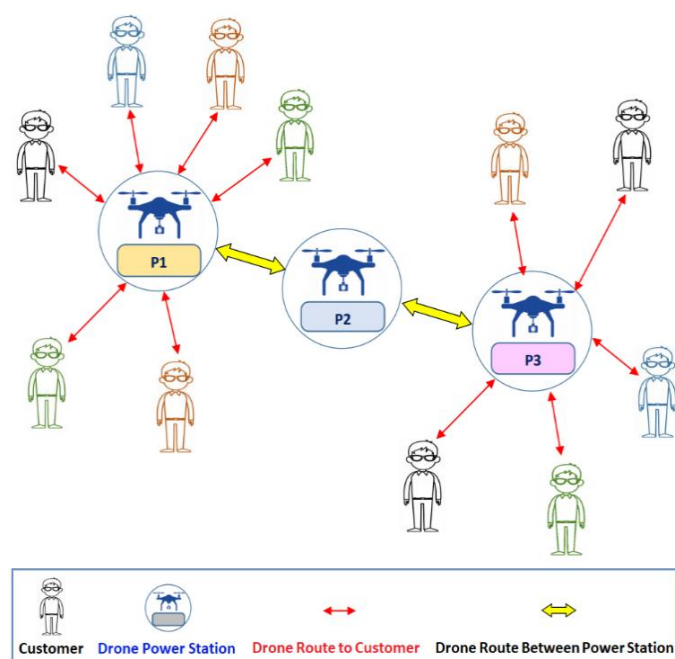 P1
P2
P3
Customer Drone Power Station Drone Route to Customer Drone Route Between Power Station